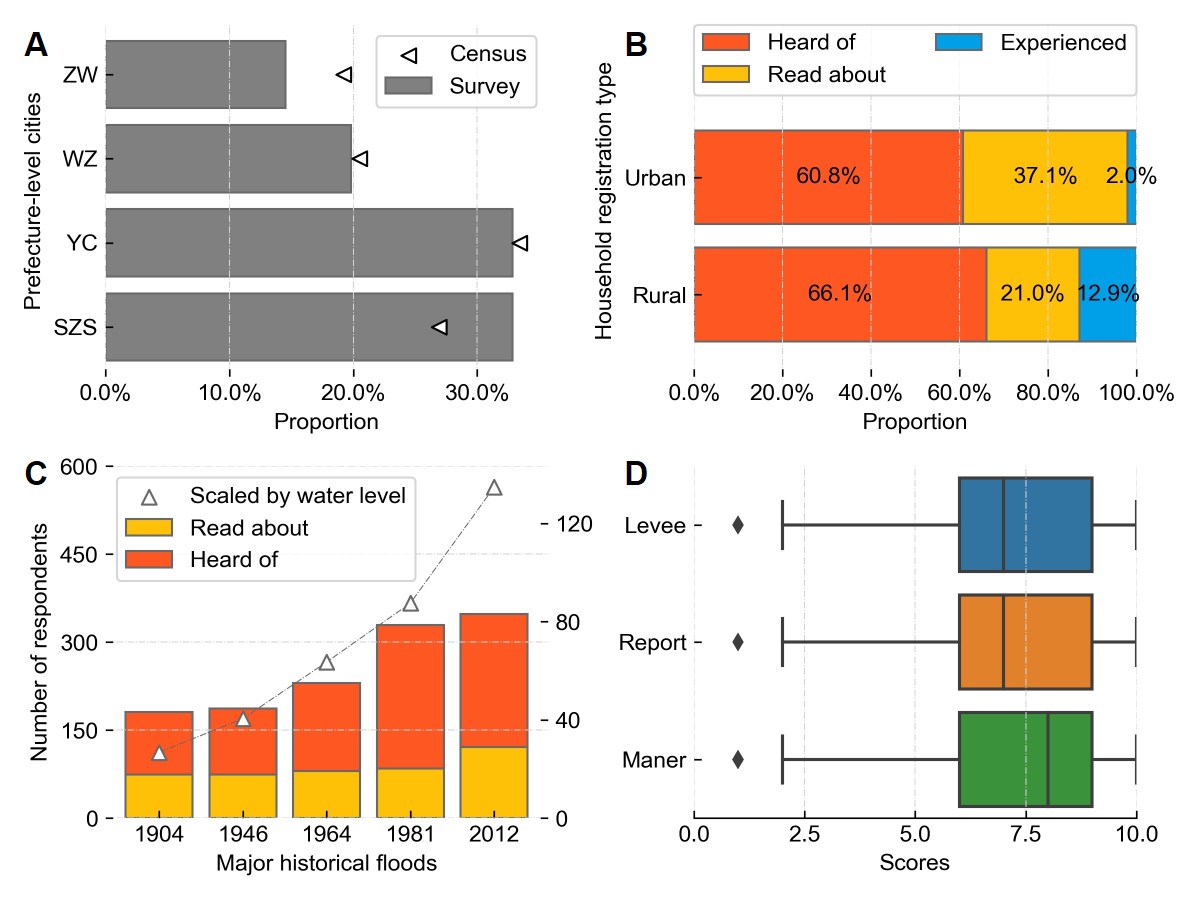 A
Prefecture-level cities
ZW
WZ
YC
SZS
Census
Survey
0.0% 10.0% 20.0% 30.0%
Proportion
B
Household registration type
Heard of
Experienced
Read about
Urban
60.8% 37.1% 2.0%
Rural
66.1% 21.0% 12.9%
0.0% 20.0% 40.0% 60.0% 80.0% 100.0%
Proportion
C
Number of respondents
600
450
300
150
0
Scaled by water level
Read about
Heard of
120
80
40
0
1904 1946 1964 1981 2012
Major historical floods
D
Levee
Report
Maner
0.0 2.5 5.0 7.5 10.0
Scores